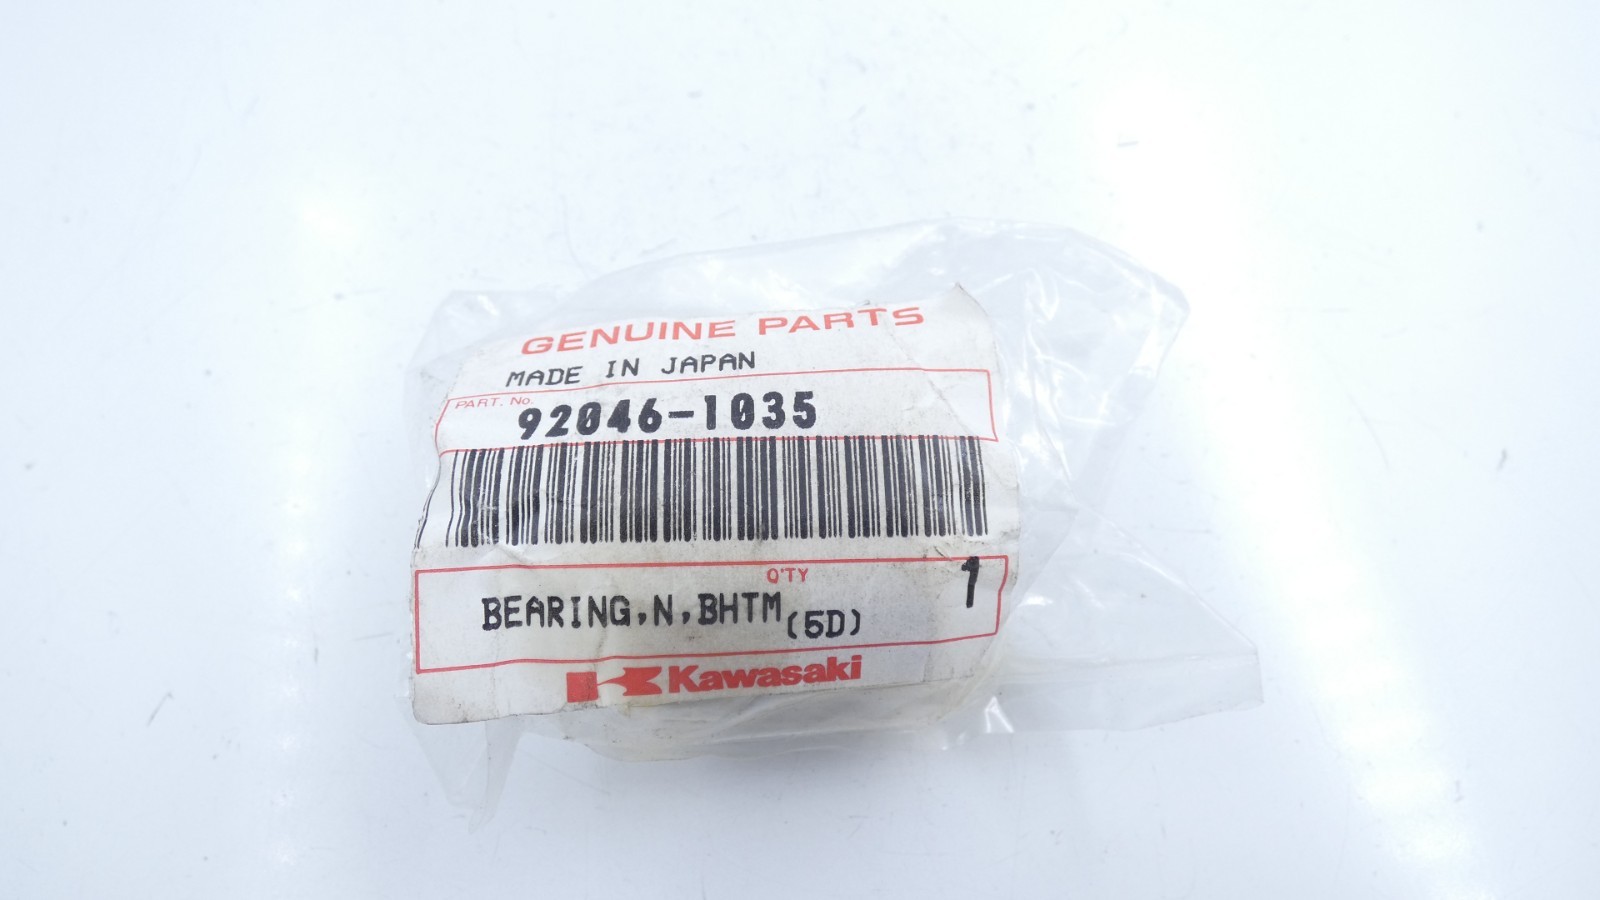 GENUINE PARTS
MADE IN JAPAN
PART. No.
92046-1035
Q'TY
1
BEARING,N,BHTM(5D)
Kawasaki